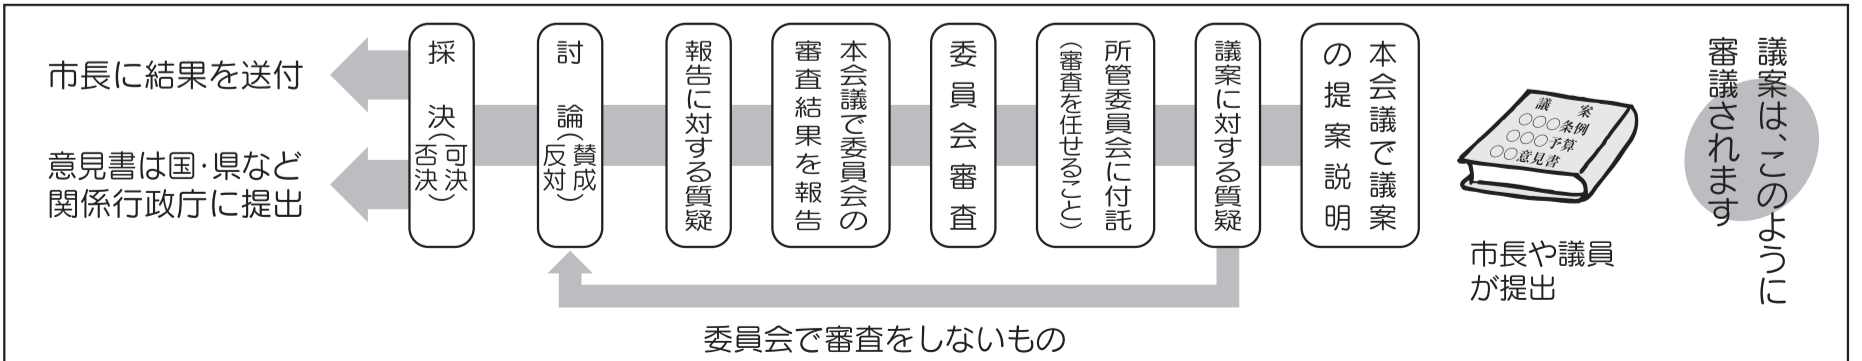 議案は、このように
審議されます
議　案
○○○条例
○○○予算
○○意見書
市長や議員
が提出
本会議で議案
の提案説明
議案に対する質疑
所管委員会に付託
（審査を任せること）
委員会審査
本会議で委員会の
審査結果を報告
報告に対する質疑
討　論（賛成
反対）
採　決（可決
否決）
市長に結果を送付
意見書は国・県など
関係行政庁に提出
委員会で審査をしないもの